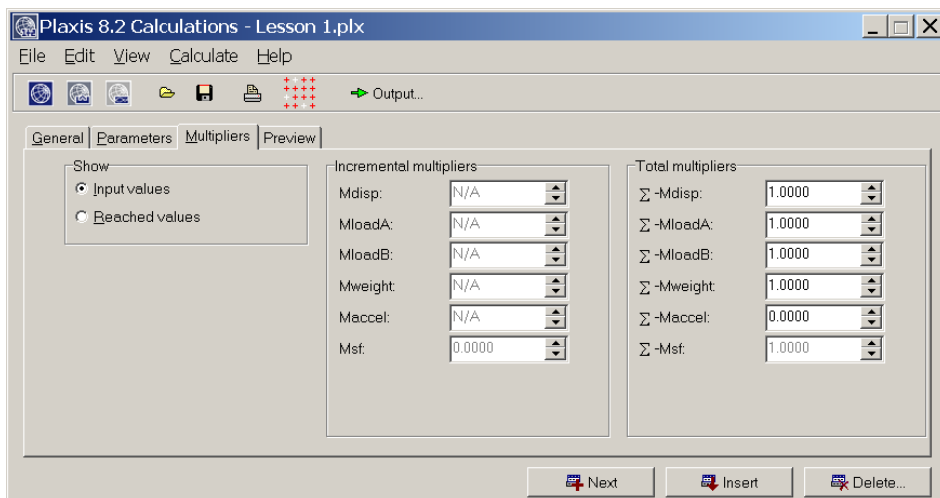 Plaxis 8.2 Calculations - Lesson 1.plx
File Edit View Calculate Help
Output...
General Parameters Multipliers Preview
Show
Input values
Reached values
Incremental multipliers
Mdisp: N/A
MloadA: N/A
MloadB: N/A
Mweight: N/A
Maccel: N/A
Msf: 0.0000
Total multipliers
Σ -Mdisp: 1.0000
Σ -MloadA: 1.0000
Σ -MloadB: 1.0000
Σ -Mweight: 1.0000
Σ -Maccel: 0.0000
Σ -Msf: 1.0000
Next Insert Delete...